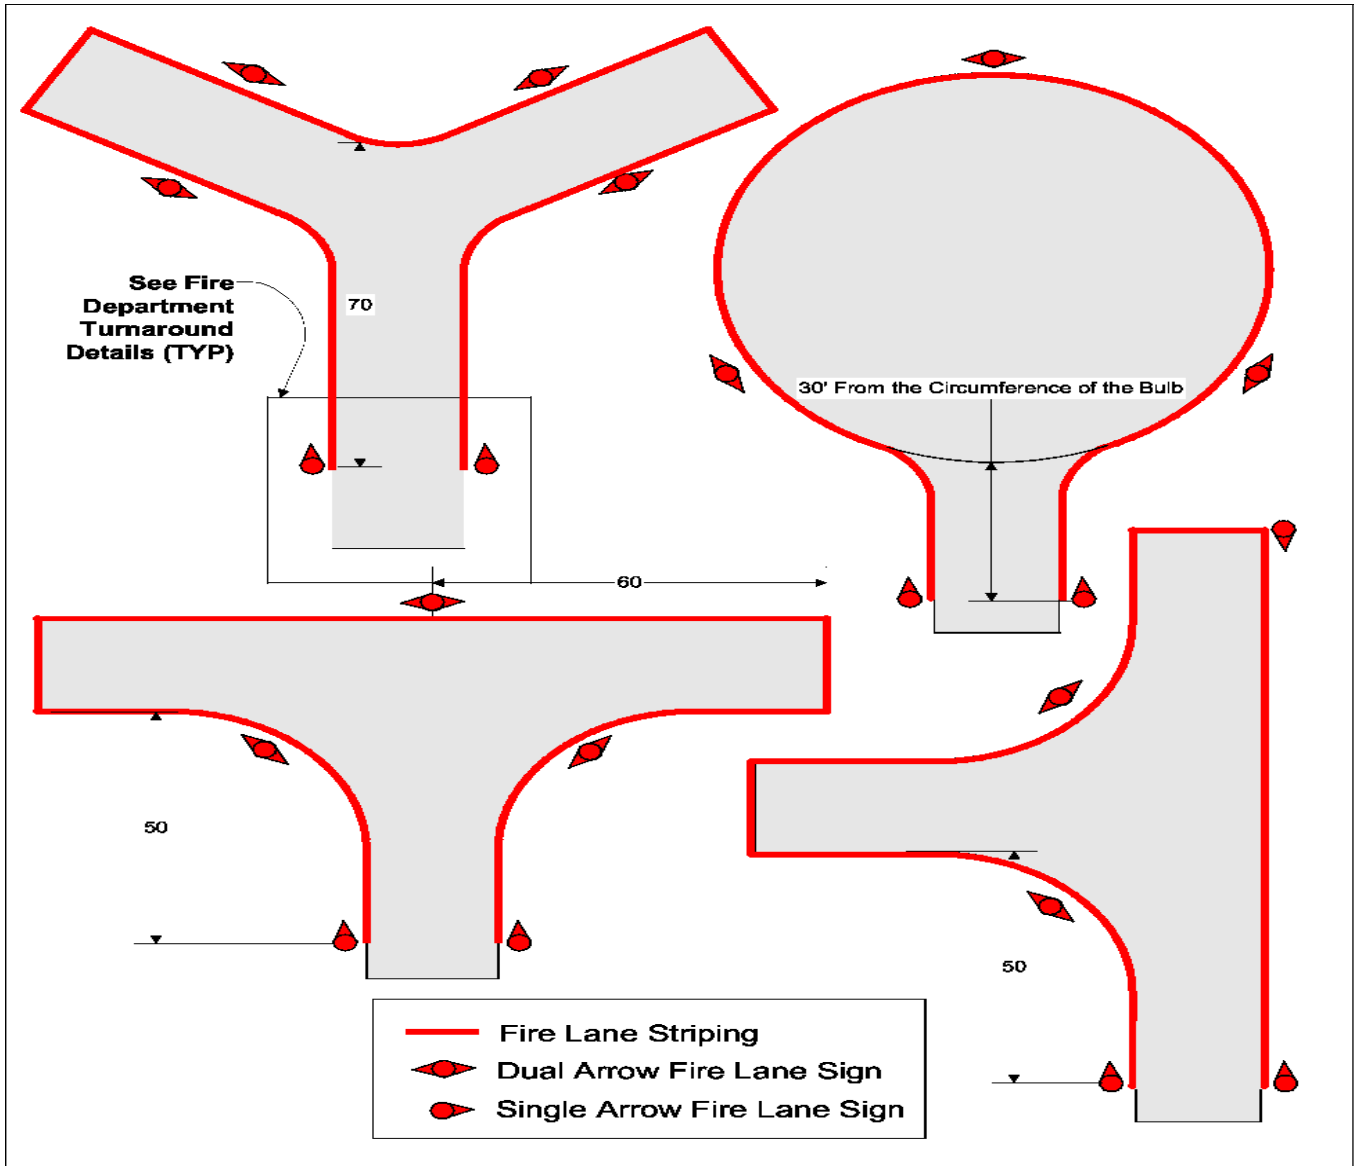 See Fire
Department
Turnaround
Details (TYP)
70
30' From the Circumference of the Bulb
60
50
50
Fire Lane Striping
Dual Arrow Fire Lane Sign
Single Arrow Fire Lane Sign